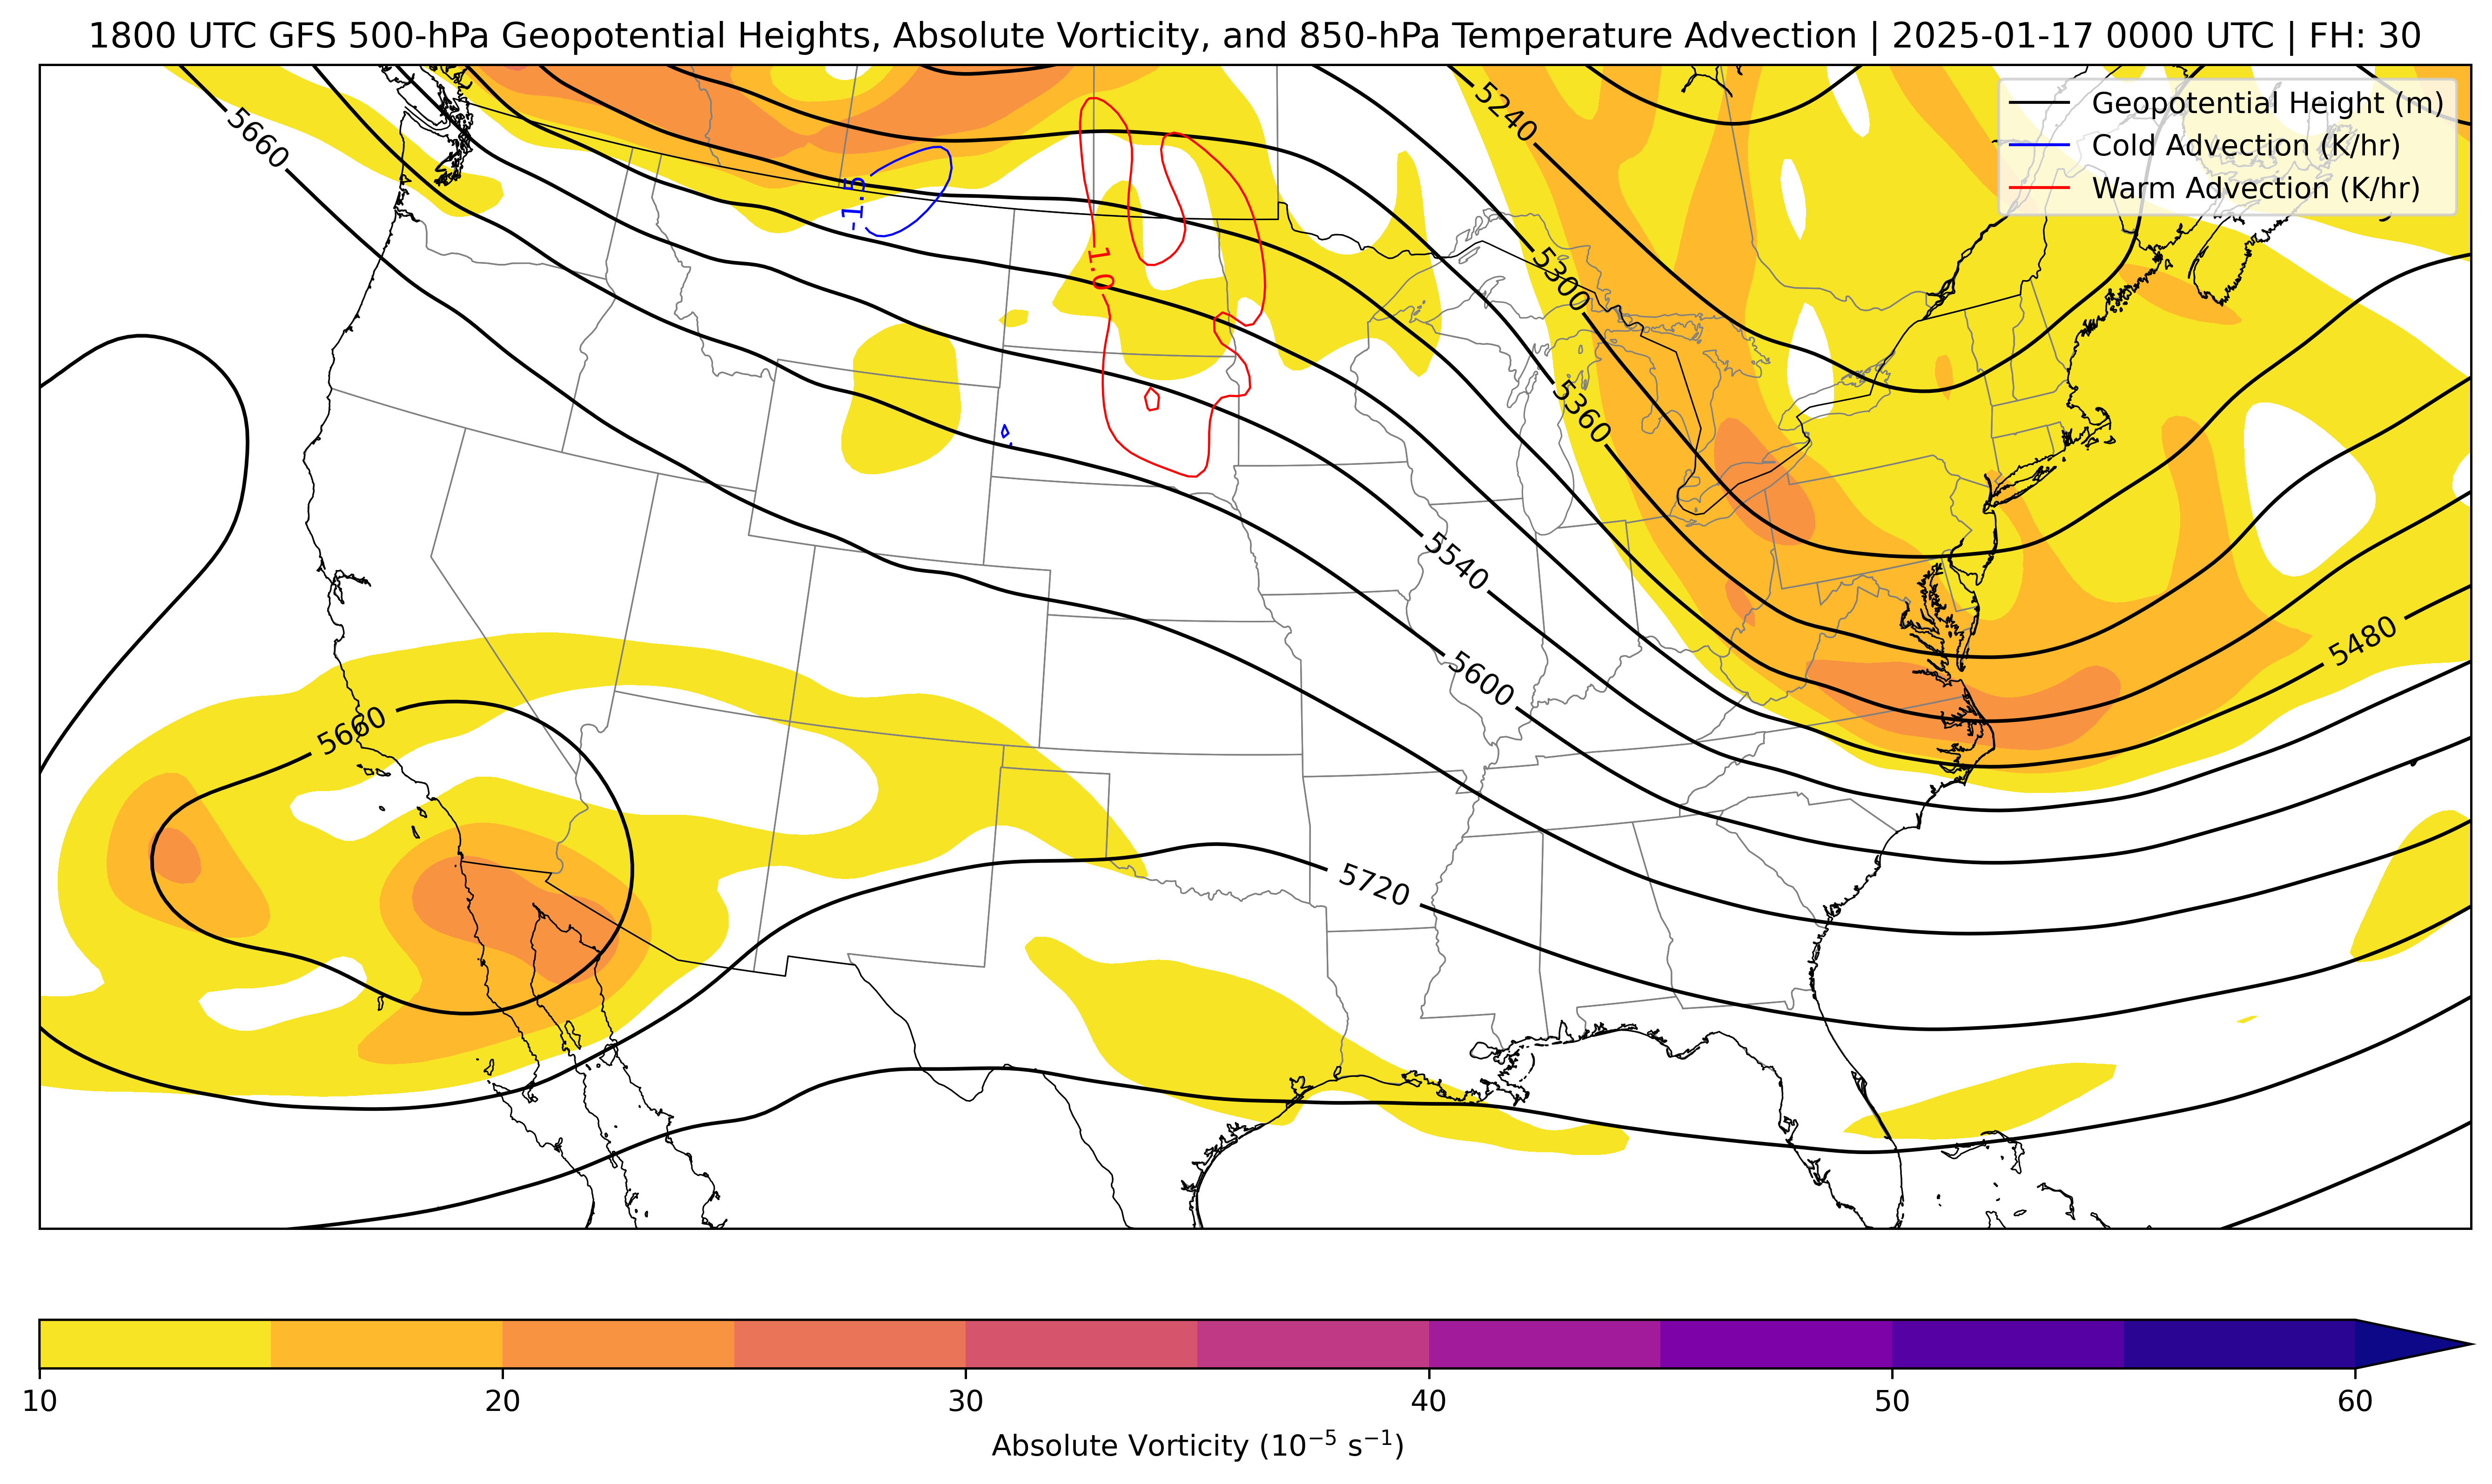 1800 UTC GFS 500-hPa Geopotential Heights, Absolute Vorticity, and 850-hPa Temperature Advection | 2025-01-17 0000 UTC | FH: 30
Geopotential Height (m)
Cold Advection (K/hr)
Warm Advection (K/hr)
5660
5240
-1.5
1.0
5300
5360
5540
5480
5600
5660
5720
10 20 30 40 50 60
Absolute Vorticity (10⁻⁵ s⁻¹)